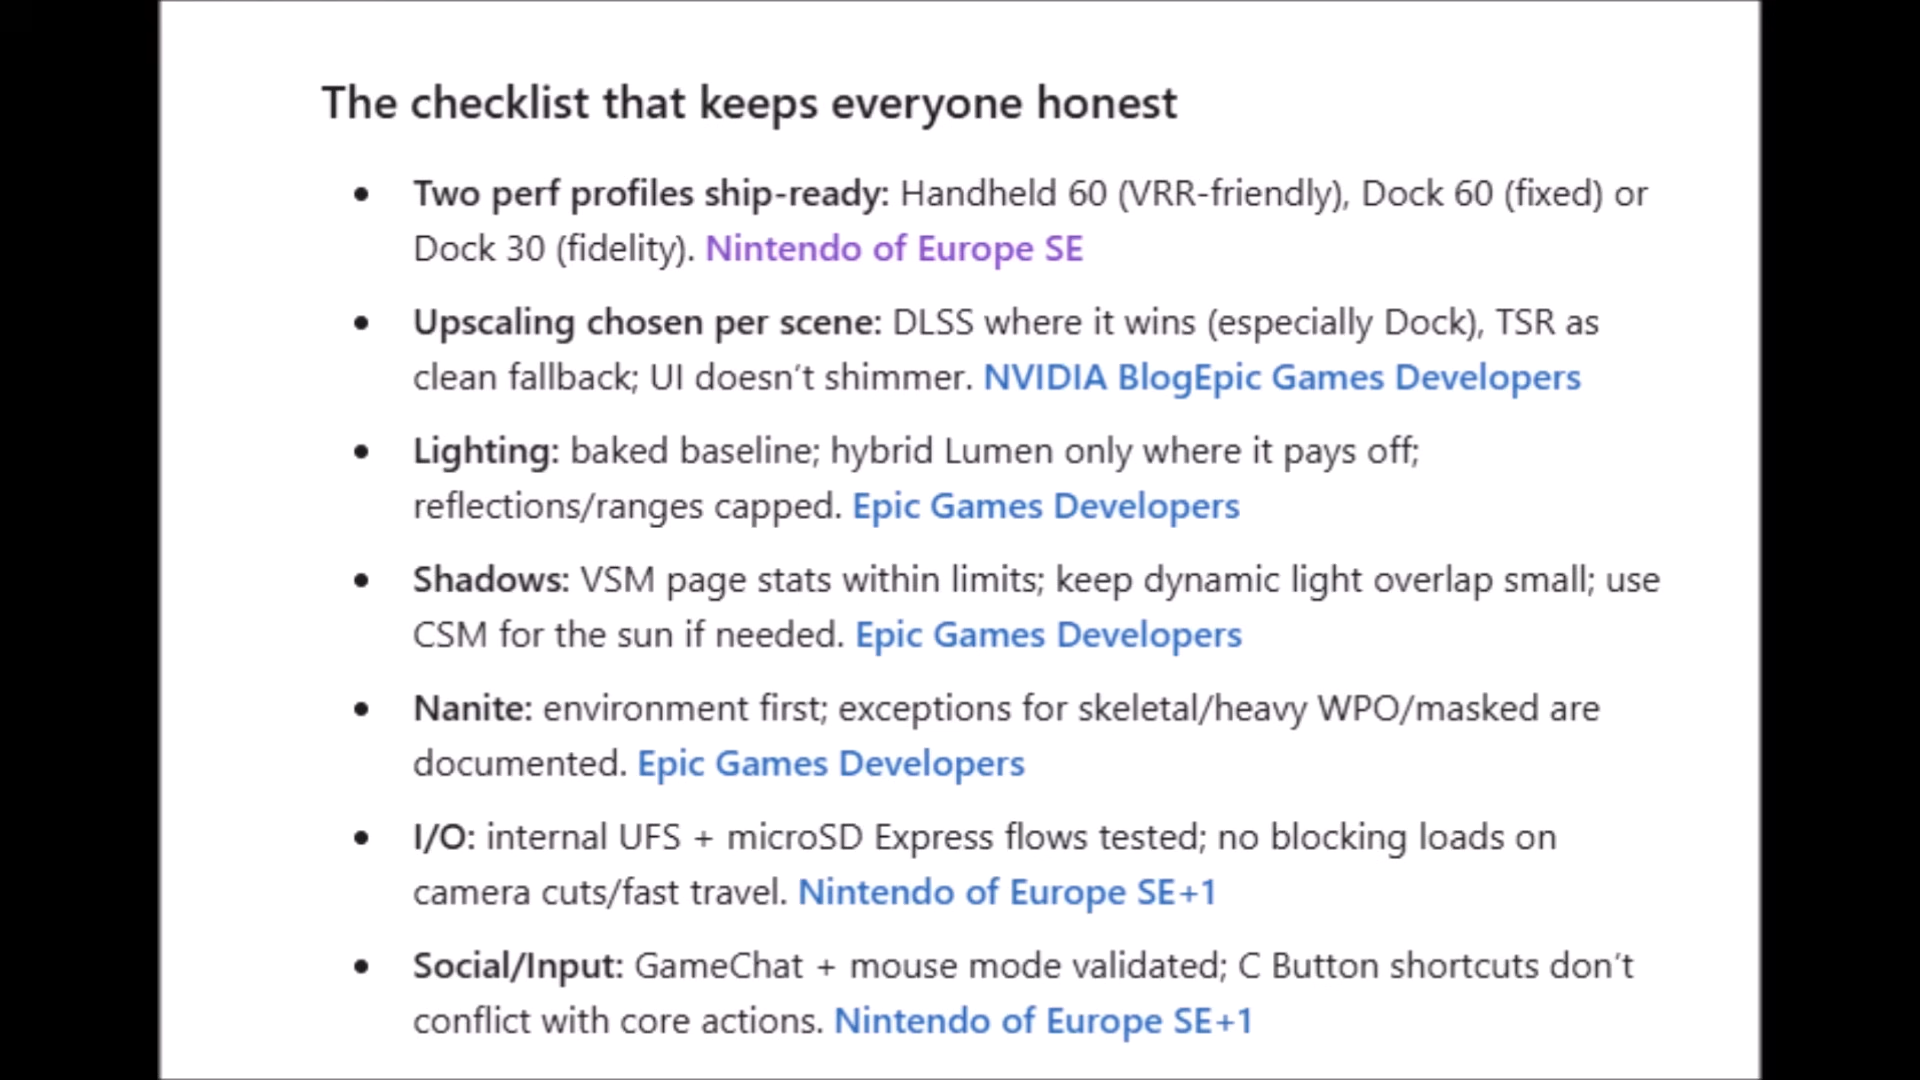 The checklist that keeps everyone honest
• Two perf profiles ship-ready: Handheld 60 (VRR-friendly), Dock 60 (fixed) or
Dock 30 (fidelity). Nintendo of Europe SE
• Upscaling chosen per scene: DLSS where it wins (especially Dock), TSR as
clean fallback; UI doesn’t shimmer. NVIDIA BlogEpic Games Developers
• Lighting: baked baseline; hybrid Lumen only where it pays off;
reflections/ranges capped. Epic Games Developers
• Shadows: VSM page stats within limits; keep dynamic light overlap small; use
CSM for the sun if needed. Epic Games Developers
• Nanite: environment first; exceptions for skeletal/heavy WPO/masked are
documented. Epic Games Developers
• I/O: internal UFS + microSD Express flows tested; no blocking loads on
camera cuts/fast travel. Nintendo of Europe SE+1
• Social/Input: GameChat + mouse mode validated; C Button shortcuts don’t
conflict with core actions. Nintendo of Europe SE+1